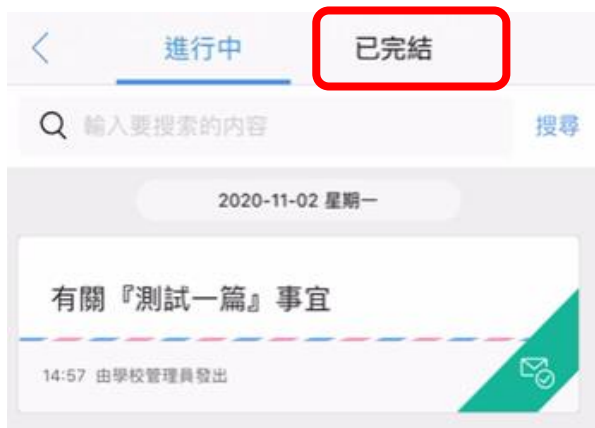 進行中 已完結
輸入要搜索的内容 搜尋
2020-11-02 星期一
有關『測試一篇』事宜
14:57 由學校管理員發出